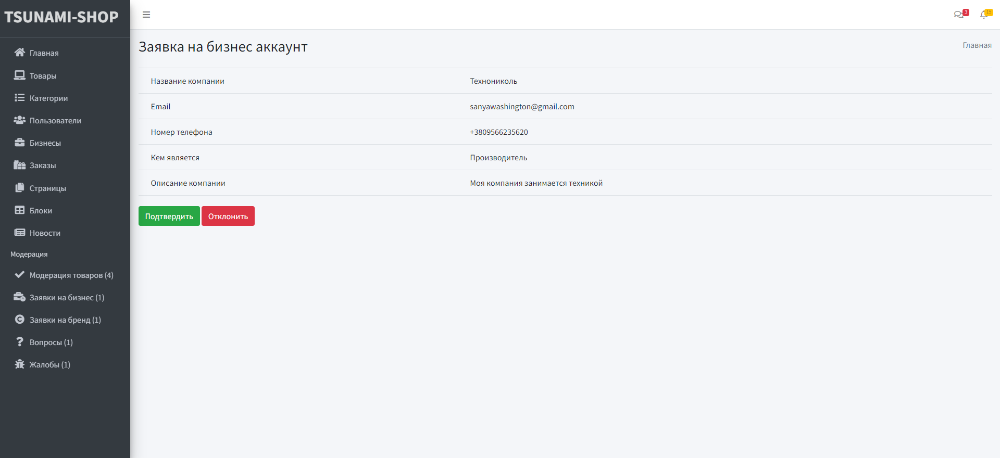 TSUNAMI-SHOP
3
15
Главная
Товары
Категории
Пользователи
Бизнесы
Заказы
Страницы
Блоки
Новости
Модерация
Модерация товаров (4)
Заявки на бизнес (1)
Заявки на бренд (1)
Вопросы (1)
Жалобы (1)
Заявка на бизнес аккаунт
Главная
Название компании Технониколь
Email sanyawashington@gmail.com
Номер телефона +3809566235620
Кем является Производитель
Описание компании Моя компания занимается техникой
Подтвердить Отклонить